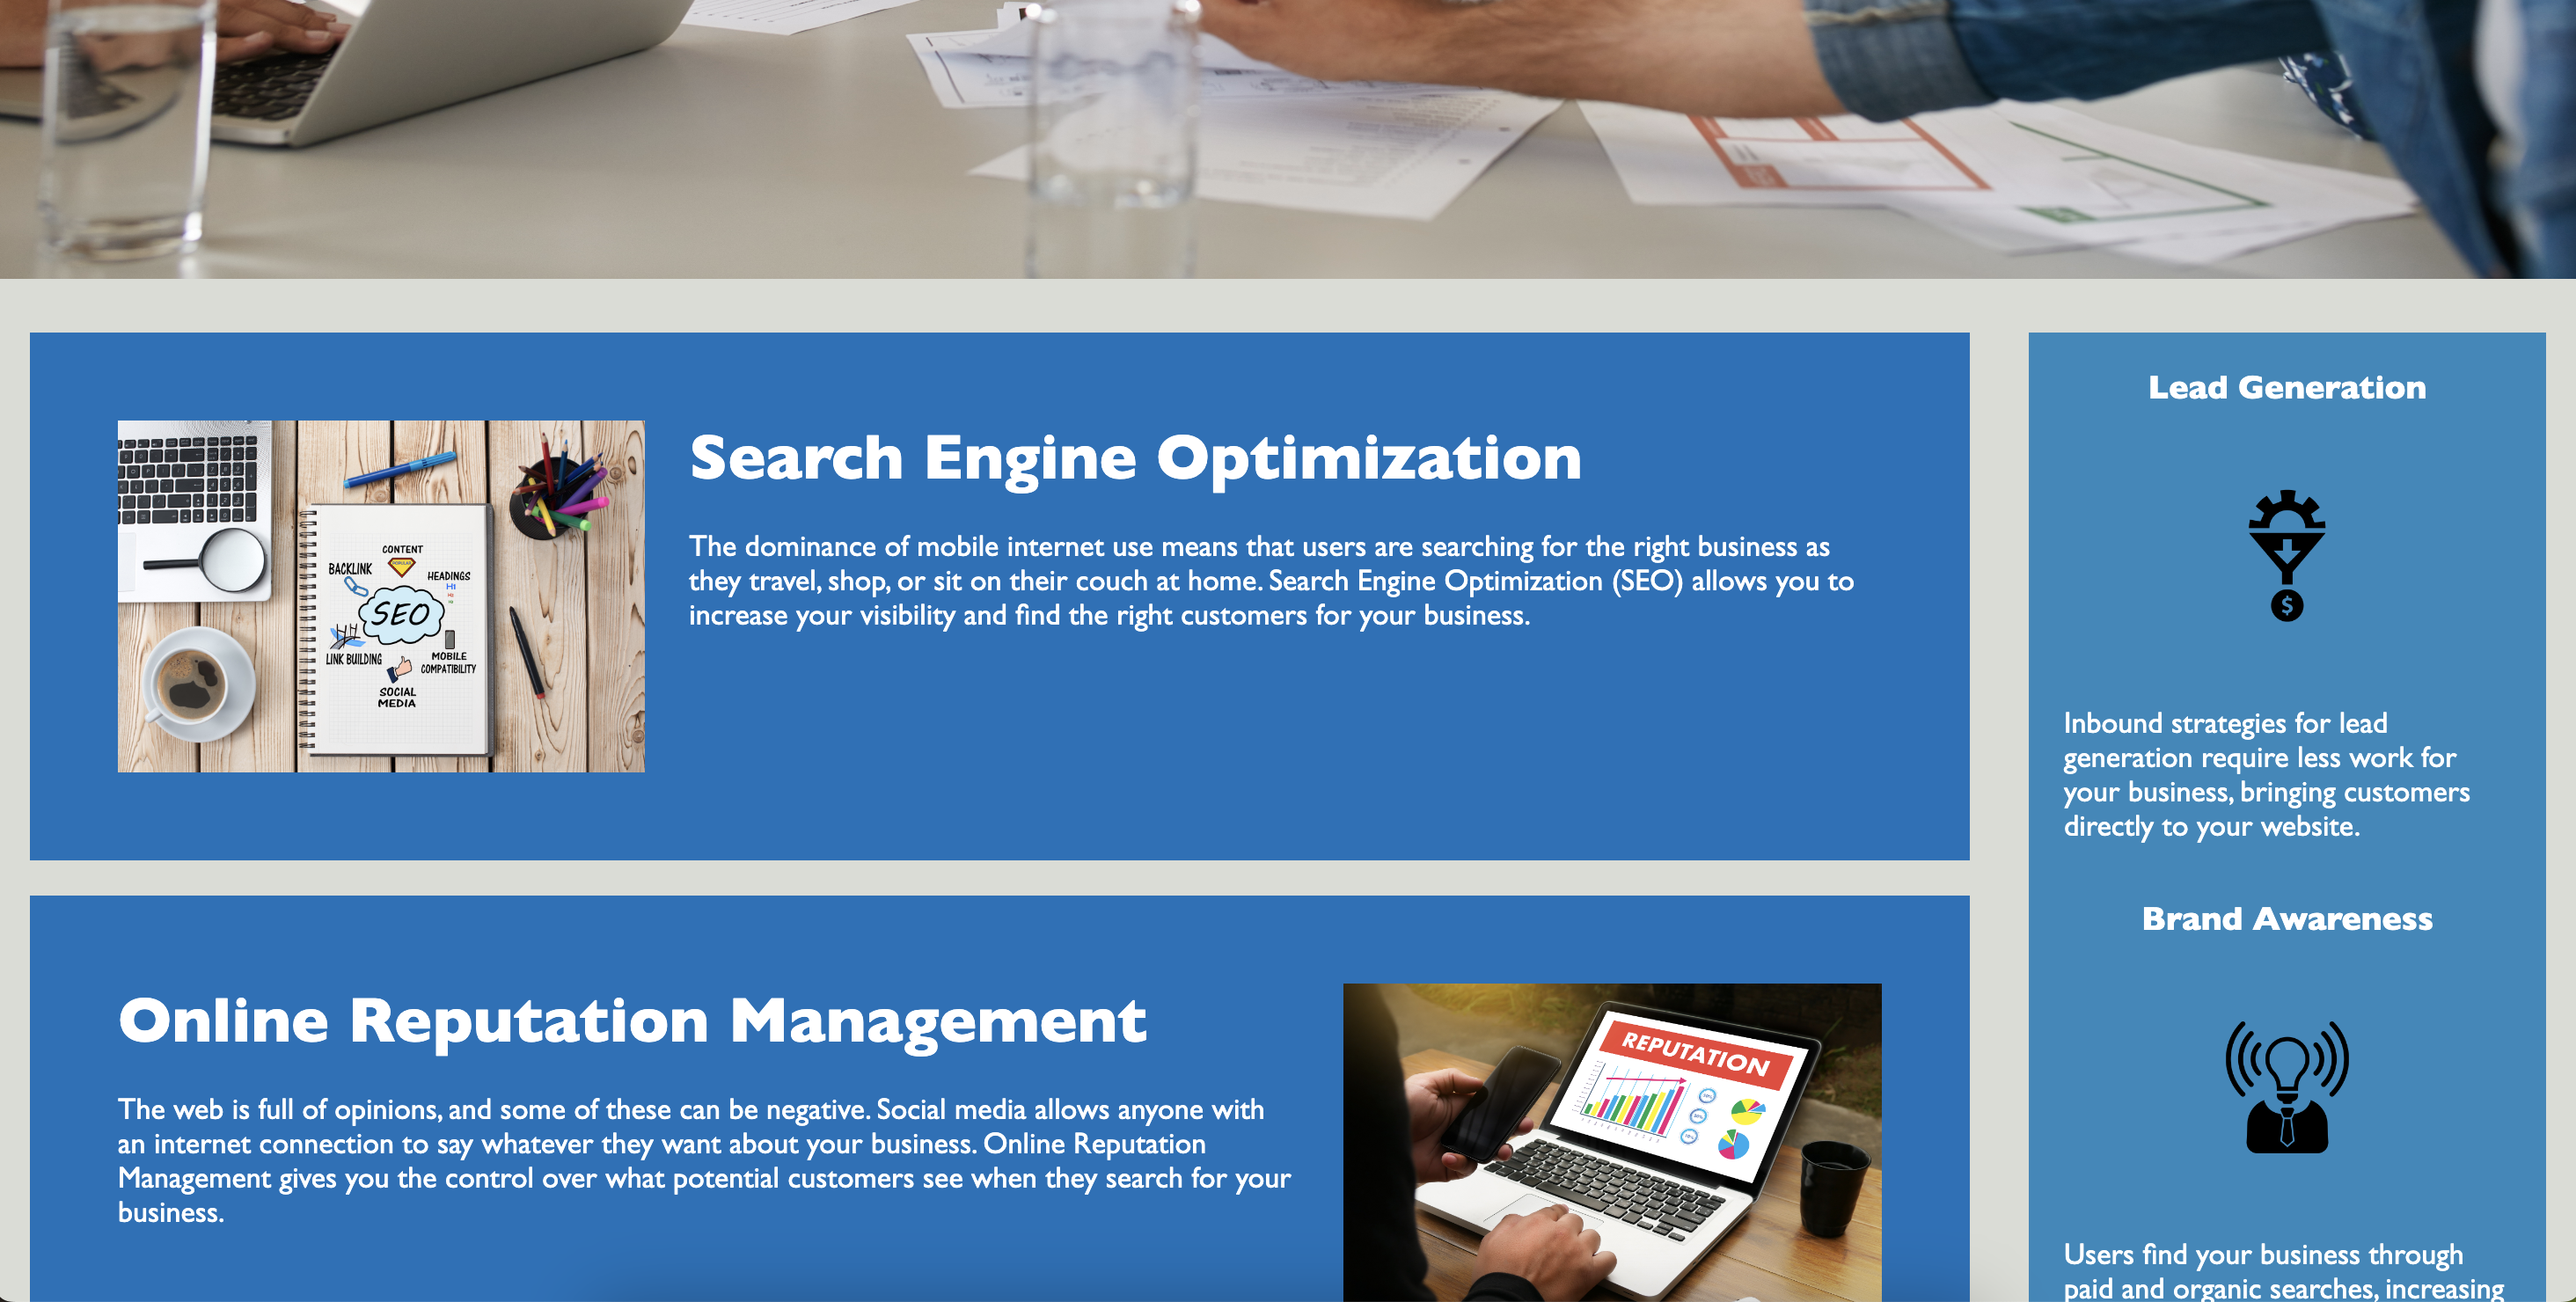 Search Engine Optimization
The dominance of mobile internet use means that users are searching for the right business as
they travel, shop, or sit on their couch at home. Search Engine Optimization (SEO) allows you to
increase your visibility and find the right customers for your business.
CONTENT
BACKLINK
HEADINGS
H1
SEO
LINK BUILDING
MOBILE
COMPATIBILITY
SOCIAL
MEDIA
Online Reputation Management
The web is full of opinions, and some of these can be negative. Social media allows anyone with
an internet connection to say whatever they want about your business. Online Reputation
Management gives you the control over what potential customers see when they search for your
business.
REPUTATION
Lead Generation
$
Inbound strategies for lead
generation require less work for
your business, bringing customers
directly to your website.
Brand Awareness
Users find your business through
paid and organic searches, increasing